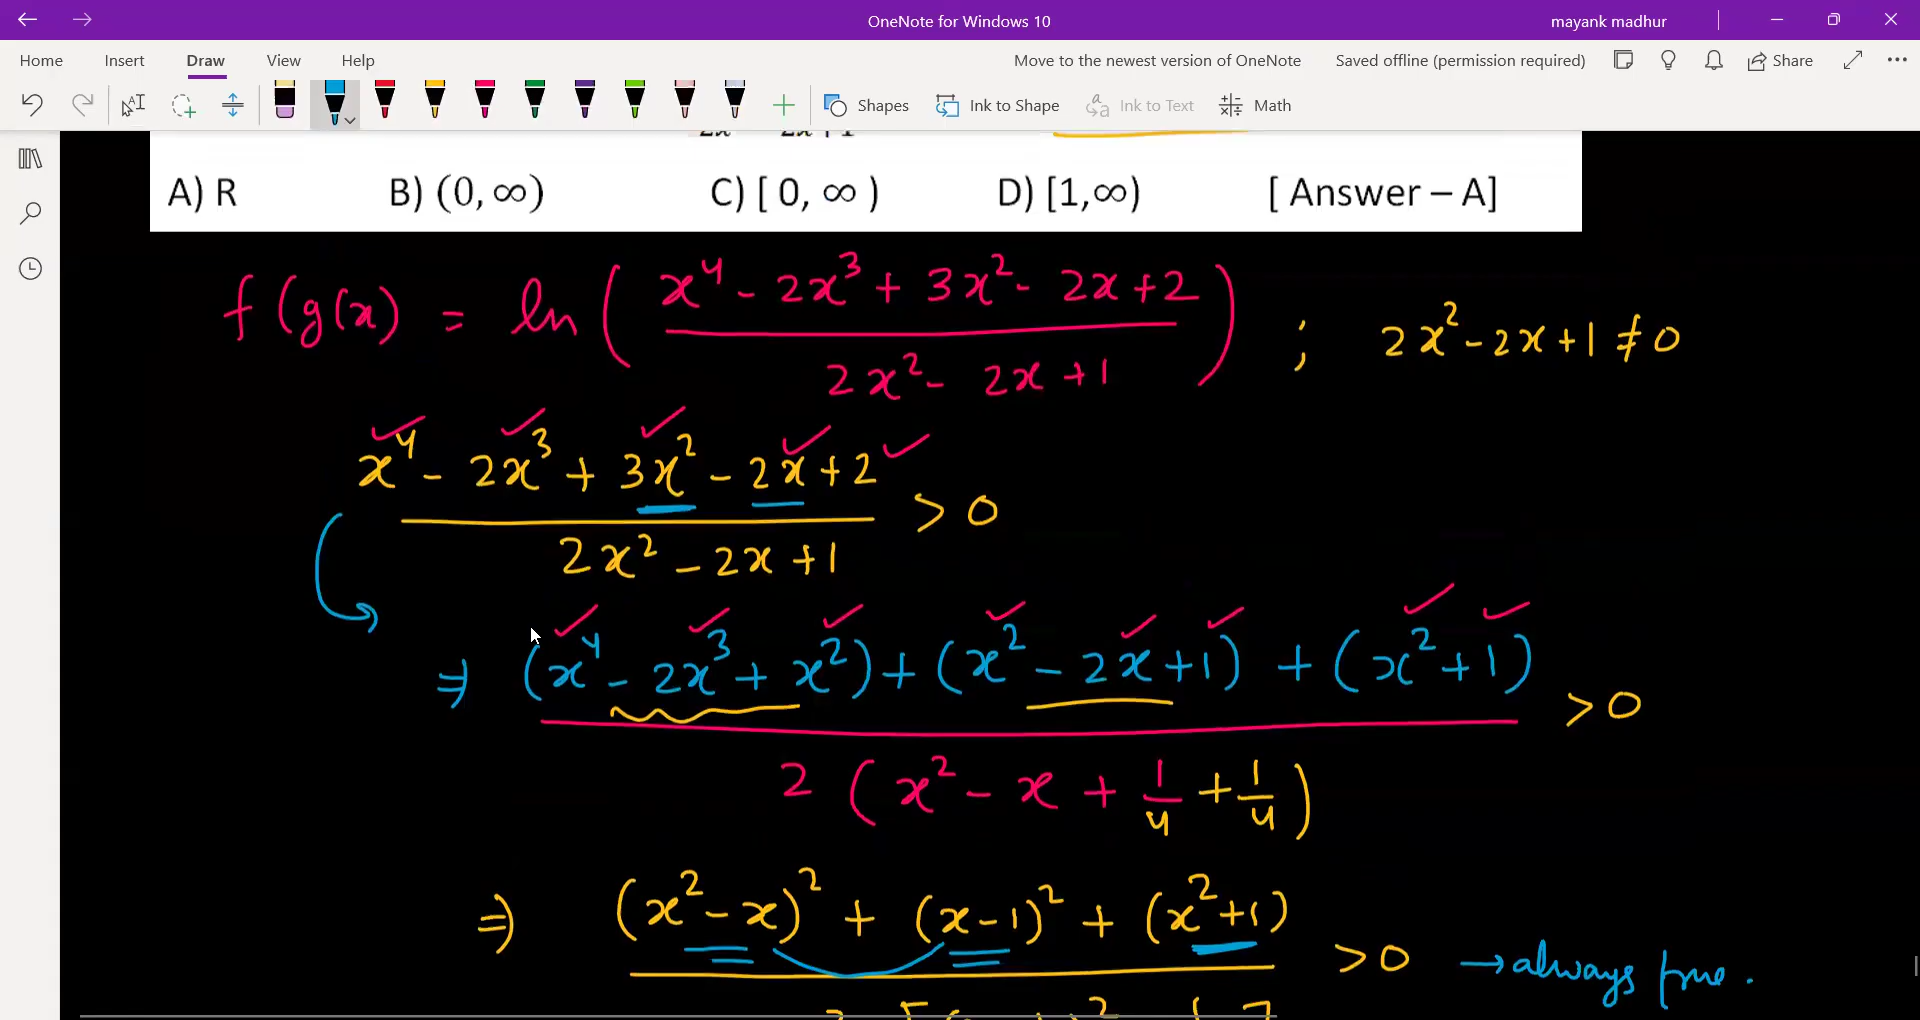 OneNote for Windows 10
mayank madhur
Home Insert Draw View Help
Move to the newest version of OneNote Saved offline (permission required) Share
Shapes Ink to Shape Ink to Text Math
A) R B) (0, ∞) C) [ 0, ∞ ) D) [1,∞) [ Answer – A]
f(g(x) = ln ( (x⁴ - 2x³ + 3x² - 2x + 2) / (2x² - 2x + 1) ) ; 2x² - 2x + 1 ≠ 0
(x⁴ - 2x³ + 3x² - 2x + 2) / (2x² - 2x + 1) > 0
⇒ ((x⁴ - 2x³ + x²) + (x² - 2x + 1) + (x² + 1)) / (2 (x² - x + 1/4 + 1/4)) > 0
⇒ (x² - x)² + (x - 1)² + (x² + 1) > 0 → always true.